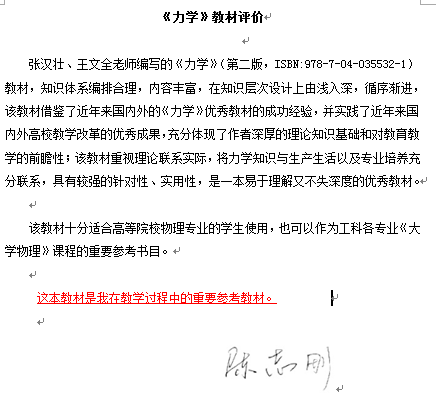 《力学》教材评价
张汉壮、王文全老师编写的《力学》（第二版，ISBN:978-7-04-035532-1）
教材，知识体系编排合理，内容丰富，在知识层次设计上由浅入深，循序渐进，
该教材借鉴了近年来国内外的《力学》优秀教材的成功经验，并实践了近年来国
内外高校教学改革的优秀成果，充分体现了作者深厚的理论知识基础和对教育教
学的前瞻性；该教材重视理论联系实际，将力学知识与生产生活以及专业培养充
分联系，具有较强的针对性、实用性，是一本易于理解又不失深度的优秀教材。
该教材十分适合高等院校物理专业的学生使用，也可以作为工科各专业《大
学物理》课程的重要参考书目。
这本教材是我在教学过程中的重要参考教材。
陈志刚